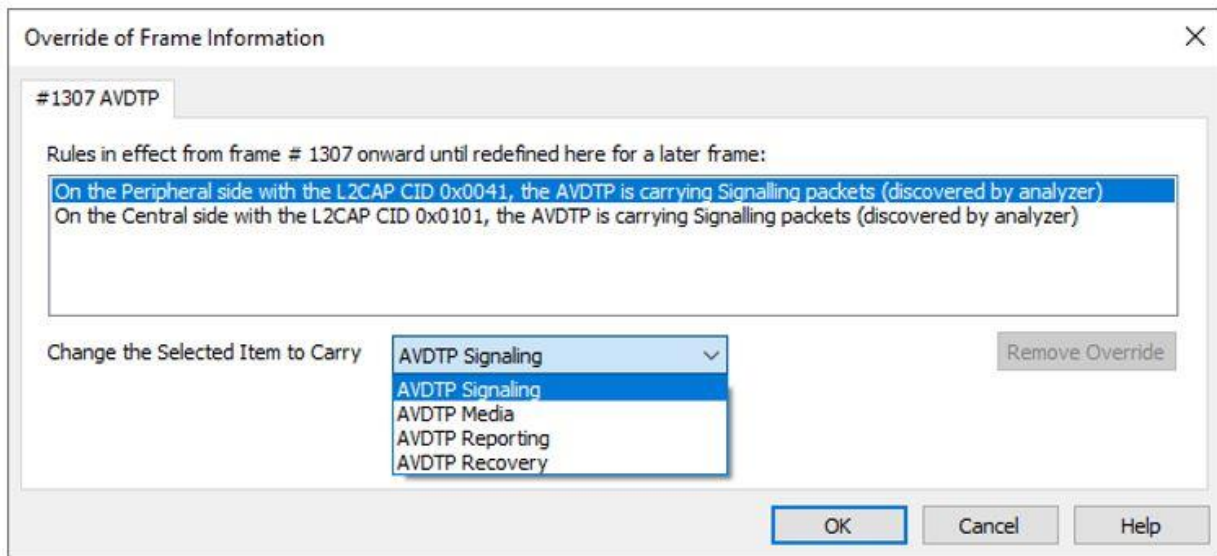 Override of Frame Information
#1307 AVDTP
Rules in effect from frame # 1307 onward until redefined here for a later frame:
On the Peripheral side with the L2CAP CID 0x0041, the AVDTP is carrying Signalling packets (discovered by analyzer)
On the Central side with the L2CAP CID 0x0101, the AVDTP is carrying Signalling packets (discovered by analyzer)
Change the Selected Item to Carry AVDTP Signaling Remove Override
AVDTP Signaling
AVDTP Media
AVDTP Reporting
AVDTP Recovery
OK Cancel Help